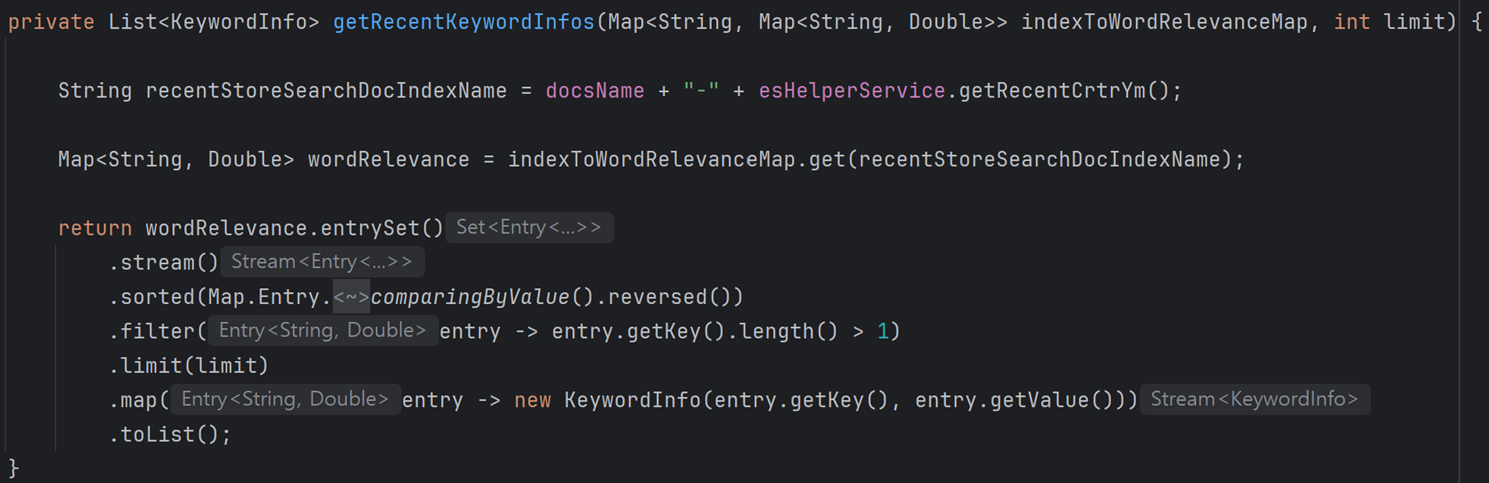 private List<KeywordInfo> getRecentKeywordInfos(Map<String, Map<String, Double>> indexToWordRelevanceMap, int limit) {
String recentStoreSearchDocIndexName = docsName + "-" + esHelperService.getRecentCrtrYm();
Map<String, Double> wordRelevance = indexToWordRelevanceMap.get(recentStoreSearchDocIndexName);
return wordRelevance.entrySet() Set<Entry<...>>
.stream() Stream<Entry<...>>
.sorted(Map.Entry.<~>comparingByValue().reversed())
.filter( Entry<String, Double> entry -> entry.getKey().length() > 1)
.limit(limit)
.map( Entry<String, Double> entry -> new KeywordInfo(entry.getKey(), entry.getValue())) Stream<KeywordInfo>
.toList();
}